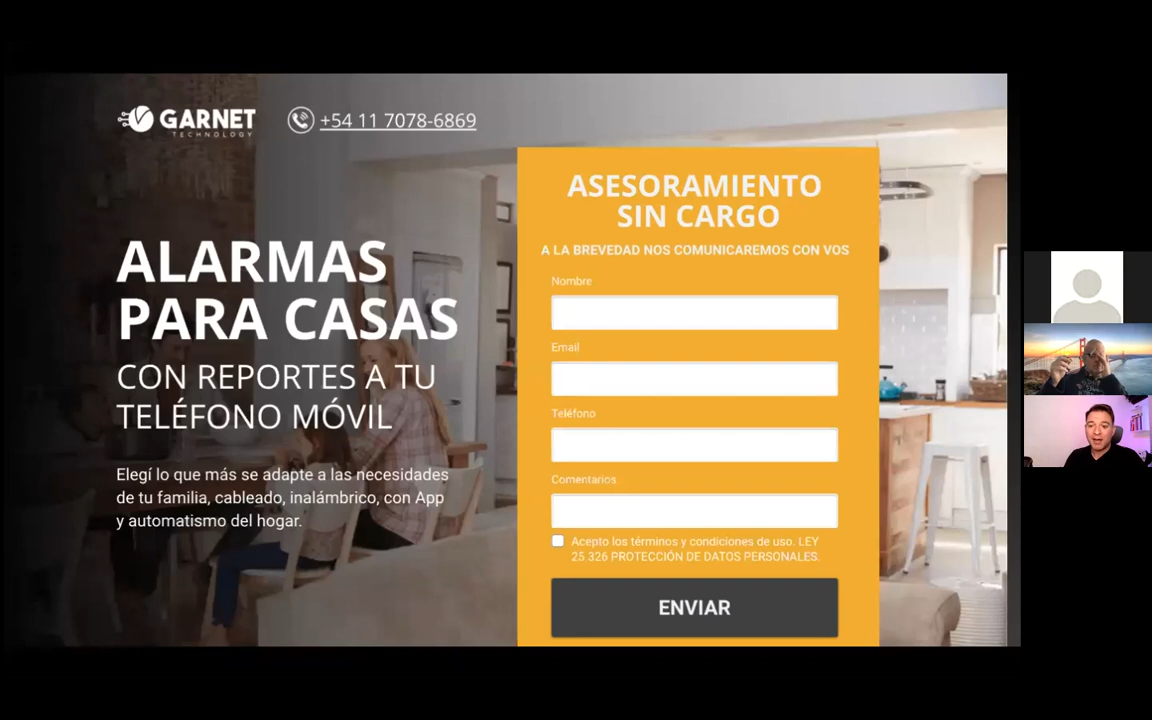 GARNET
TECHNOLOGY
+54 11 7078-6869
ALARMAS
PARA CASAS
CON REPORTES A TU
TELÉFONO MÓVIL
Elegí lo que más se adapte a las necesidades
de tu familia, cableado, inalámbrico, con App
y automatismo del hogar.
ASESORAMIENTO
SIN CARGO
A LA BREVEDAD NOS COMUNICAREMOS CON VOS
Nombre
Email
Teléfono
Comentarios
Acepto los términos y condiciones de uso. LEY
25.326 PROTECCIÓN DE DATOS PERSONALES.
ENVIAR